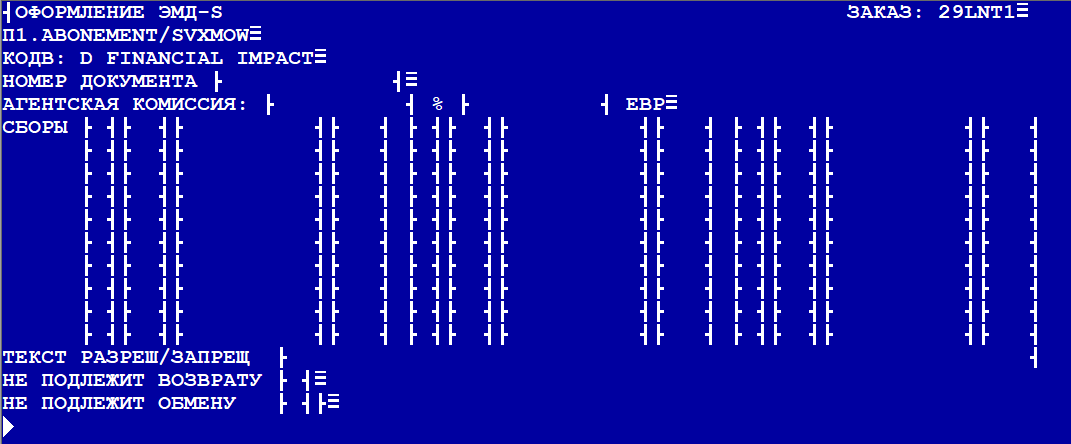 ОФОРМЛЕНИЕ ЭМД-S ЗАКАЗ: 29LNT1
П1.ABONEMENT/SVXMOW
КОДВ: D FINANCIAL IMPACT
НОМЕР ДОКУМЕНТА
АГЕНТСКАЯ КОМИССИЯ: % ЕВР
СБОРЫ
ТЕКСТ РАЗРЕШ/ЗАПРЕЩ
НЕ ПОДЛЕЖИТ ВОЗВРАТУ
НЕ ПОДЛЕЖИТ ОБМЕНУ